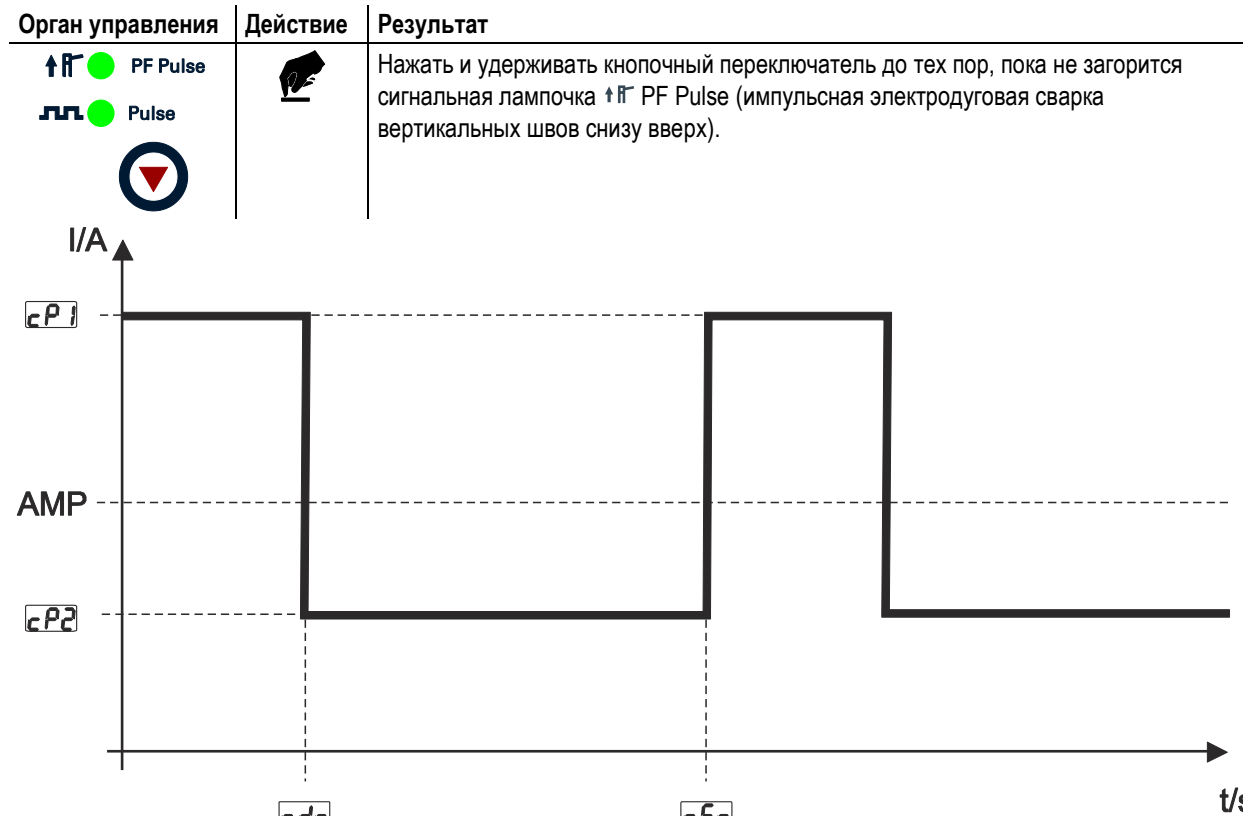 Орган управления Действие Результат
PF Pulse
Pulse
Нажать и удерживать кнопочный переключатель до тех пор, пока не загорится
сигнальная лампочка PF Pulse (импульсная электродуговая сварка
вертикальных швов снизу вверх).
I/A
cP1
AMP
cP2
t/s